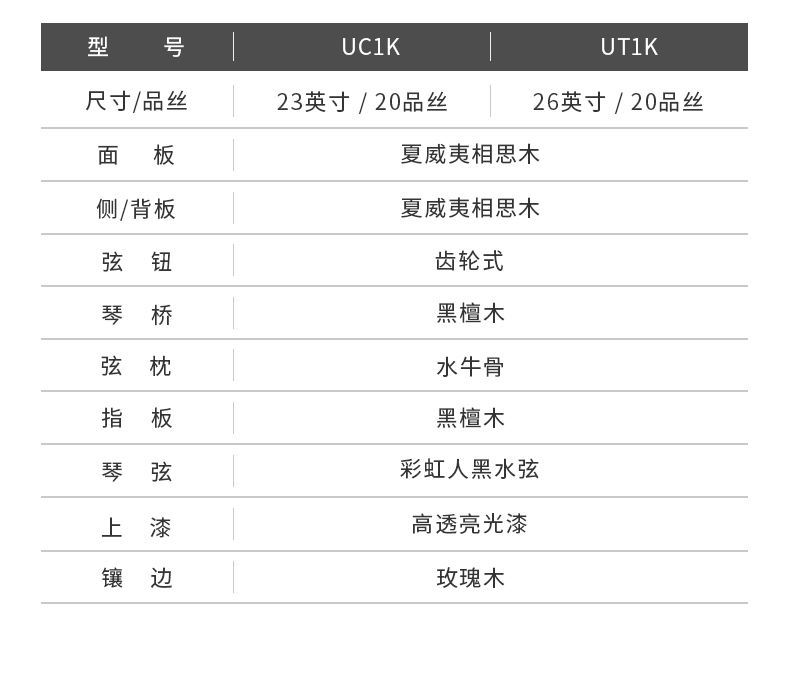 型 号 UC1K UT1K
尺寸/品丝 23英寸 / 20品丝 26英寸 / 20品丝
面 板 夏威夷相思木
侧/背板 夏威夷相思木
弦 钮 齿轮式
琴 桥 黑檀木
弦 枕 水牛骨
指 板 黑檀木
琴 弦 彩虹人黑水弦
上 漆 高透亮光漆
镶 边 玫瑰木